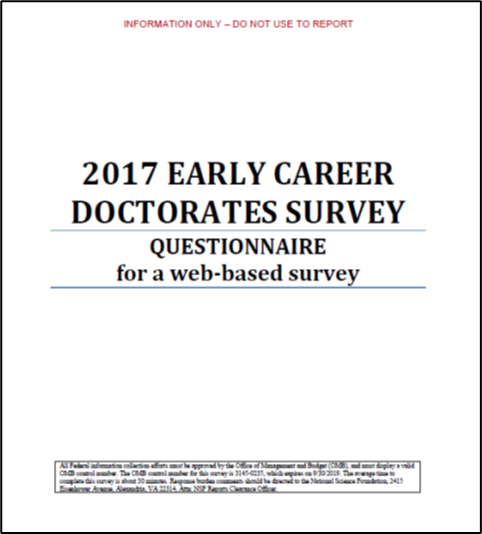 INFORMATION ONLY – DO NOT USE TO REPORT
2017 EARLY CAREER
DOCTORATES SURVEY
QUESTIONNAIRE
for a web-based survey
All Federal information collection efforts must be approved by the Office of Management and Budget (OMB), and must display a valid
OMB control number. The OMB control number for this survey is 3145-0235, which expires on 9/30/2019. The average time to
complete this survey is about 30 minutes. Response burden comments should be directed to the National Science Foundation, 2415
Eisenhower Avenue, Alexandria, VA 22314, Attn: NSF Reports Clearance Officer.